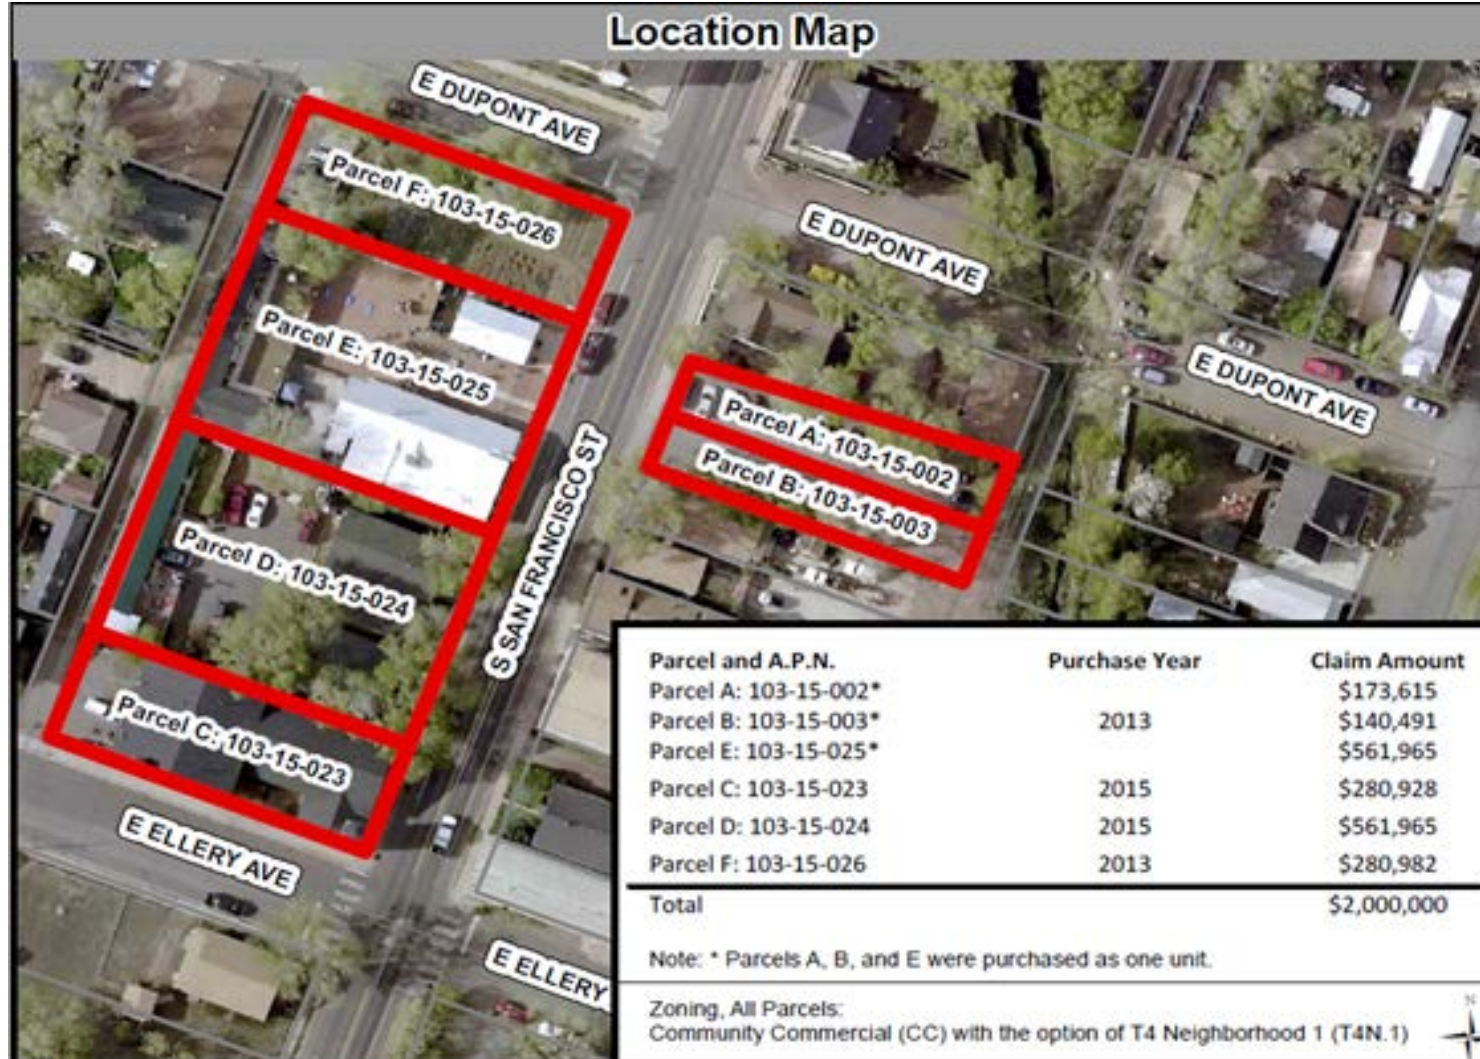 Location Map
E DUPONT AVE
Parcel F: 103-15-026
E DUPONT AVE
Parcel E: 103-15-025
E DUPONT AVE
Parcel A: 103-15-002
Parcel B: 103-15-003
S SAN FRANCISCO ST
Parcel D: 103-15-024
Parcel C: 103-15-023
E ELLERY AVE
E ELLERY
Parcel and A.P.N. Purchase Year Claim Amount
Parcel A: 103-15-002* $173,615
Parcel B: 103-15-003* 2013 $140,491
Parcel E: 103-15-025* $561,965
Parcel C: 103-15-023 2015 $280,928
Parcel D: 103-15-024 2015 $561,965
Parcel F: 103-15-026 2013 $280,982
Total $2,000,000
Note: * Parcels A, B, and E were purchased as one unit.
Zoning, All Parcels:
Community Commercial (CC) with the option of T4 Neighborhood 1 (T4N.1)
N